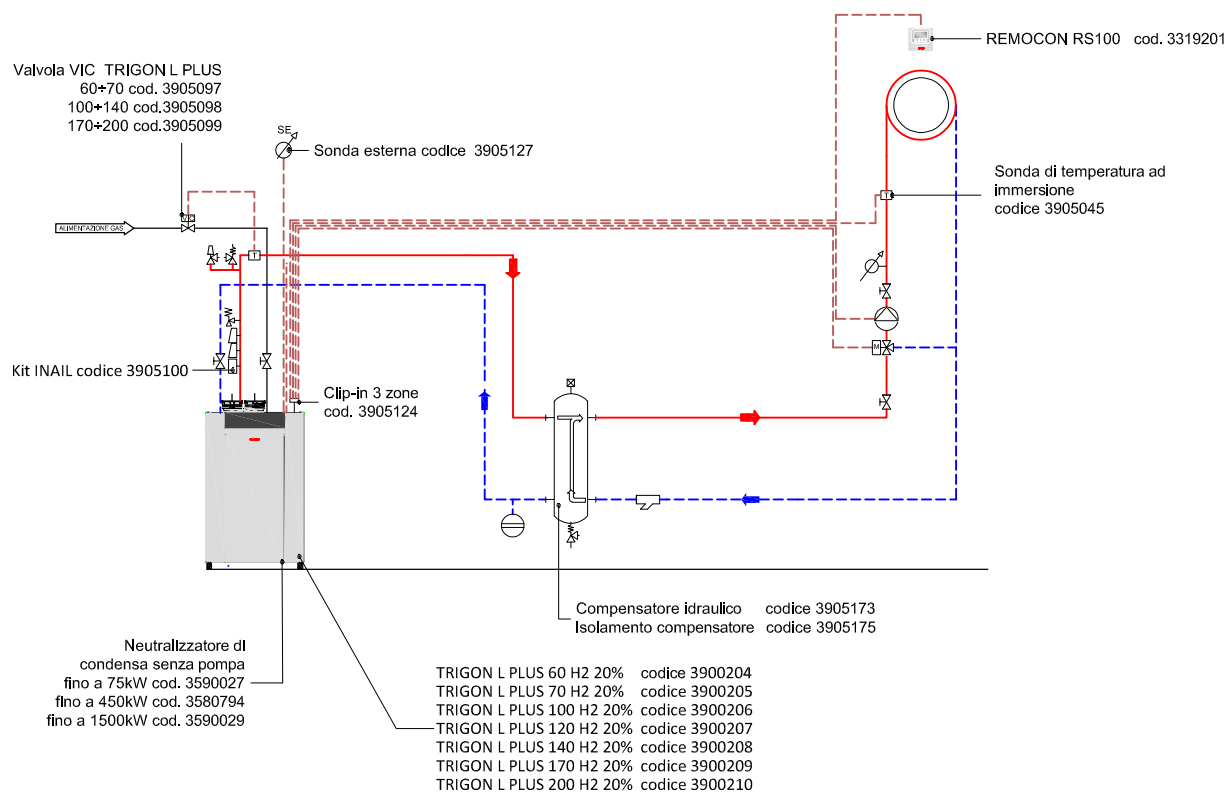 REMOCON RS100 cod. 3319201
Valvola VIC TRIGON L PLUS
60÷70 cod. 3905097
100÷140 cod. 3905098
170÷200 cod.3905099
SE
Sonda esterna codice 3905127
Sonda di temperatura ad
immersione
codice 3905045
ALIMENTAZIONE GAS
T
T
M
Kit INAIL codice 3905100
Clip-in 3 zone
cod. 3905124
Compensatore idraulico codice 3905173
Isolamento compensatore codice 3905175
Neutralizzatore di
condensa senza pompa
fino a 75kW cod. 3590027
fino a 450kW cod. 3580794
fino a 1500kW cod. 3590029
TRIGON L PLUS 60 H2 20% codice 3900204
TRIGON L PLUS 70 H2 20% codice 3900205
TRIGON L PLUS 100 H2 20% codice 3900206
TRIGON L PLUS 120 H2 20% codice 3900207
TRIGON L PLUS 140 H2 20% codice 3900208
TRIGON L PLUS 170 H2 20% codice 3900209
TRIGON L PLUS 200 H2 20% codice 3900210